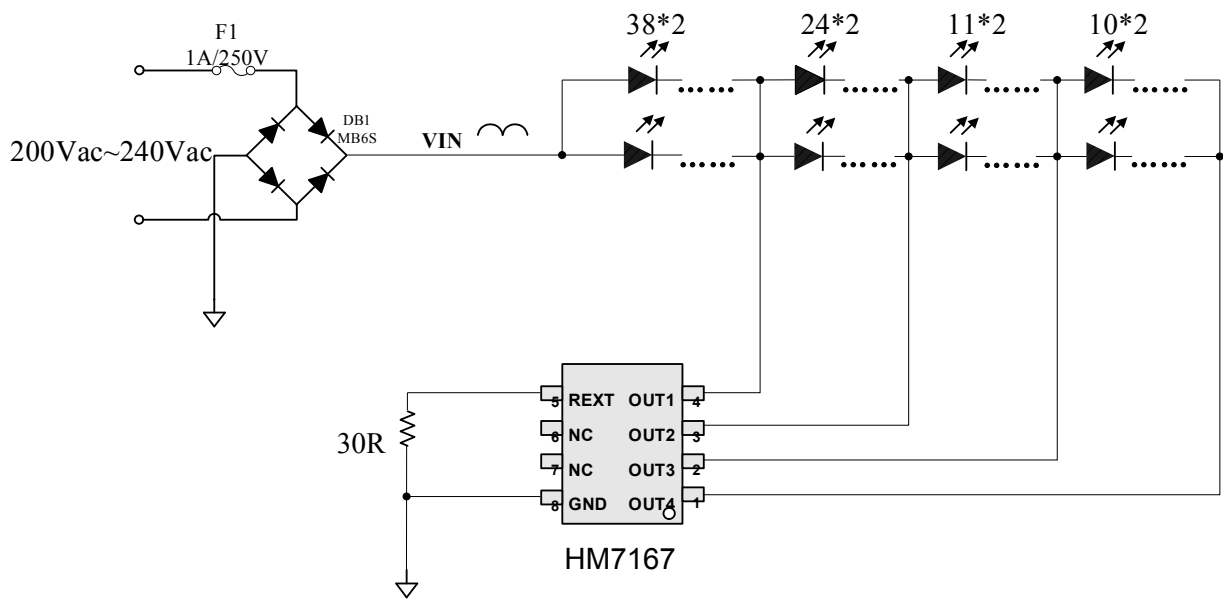 38*2 24*2 11*2 10*2
F1
1A/250V
DB1
MB6S
200Vac~240Vac
VIN
5 REXT OUT1 4
6 NC OUT2 3
30R
7 NC OUT3 2
8 GND OUT4 1
HM7167